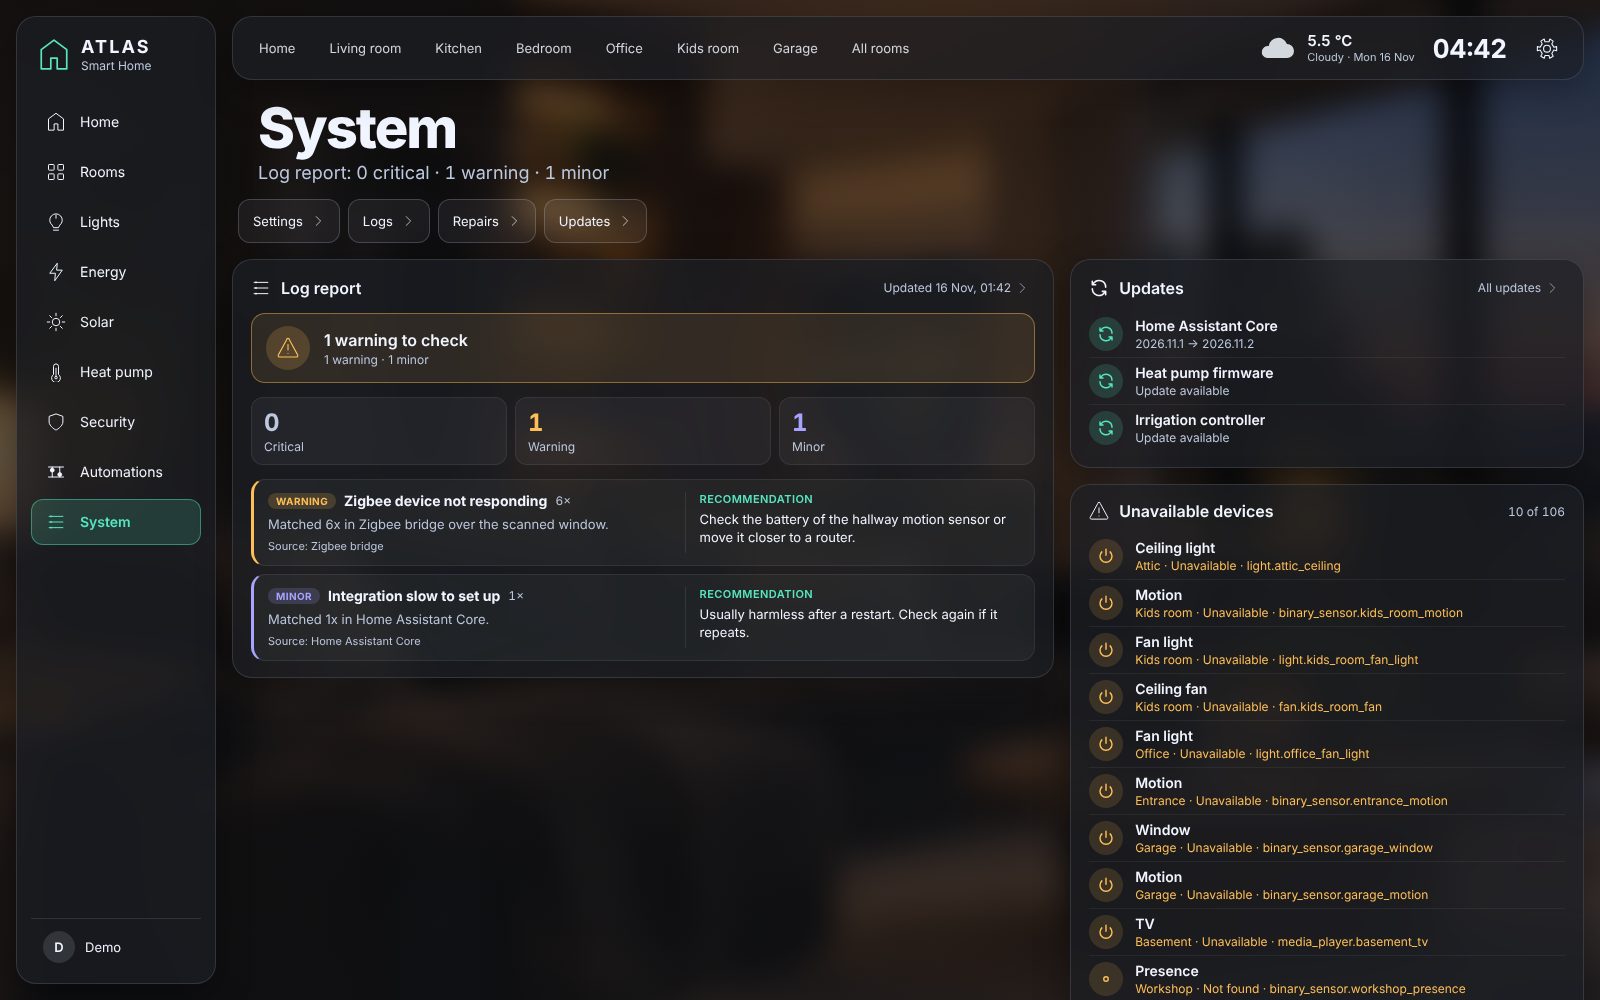 ATLAS
Smart Home
Home
Rooms
Lights
Energy
Solar
Heat pump
Security
Automations
System
D
Demo
Home
Living room
Kitchen
Bedroom
Office
Kids room
Garage
All rooms
5.5 °C
Cloudy · Mon 16 Nov
04:42
System
Log report: 0 critical · 1 warning · 1 minor
Settings
Logs
Repairs
Updates
Log report
Updated 16 Nov, 01:42
1 warning to check
1 warning · 1 minor
0
Critical
1
Warning
1
Minor
WARNING Zigbee device not responding 6×
Matched 6x in Zigbee bridge over the scanned window.
Source: Zigbee bridge
RECOMMENDATION
Check the battery of the hallway motion sensor or
move it closer to a router.
MINOR Integration slow to set up 1×
Matched 1x in Home Assistant Core.
Source: Home Assistant Core
RECOMMENDATION
Usually harmless after a restart. Check again if it
repeats.
Updates
All updates
Home Assistant Core
2026.11.1 → 2026.11.2
Heat pump firmware
Update available
Irrigation controller
Update available
Unavailable devices
10 of 106
Ceiling light
Attic · Unavailable · light.attic_ceiling
Motion
Kids room · Unavailable · binary_sensor.kids_room_motion
Fan light
Kids room · Unavailable · light.kids_room_fan_light
Ceiling fan
Kids room · Unavailable · fan.kids_room_fan
Fan light
Office · Unavailable · light.office_fan_light
Motion
Entrance · Unavailable · binary_sensor.entrance_motion
Window
Garage · Unavailable · binary_sensor.garage_window
Motion
Garage · Unavailable · binary_sensor.garage_motion
TV
Basement · Unavailable · media_player.basement_tv
Presence
Workshop · Not found · binary_sensor.workshop_presence